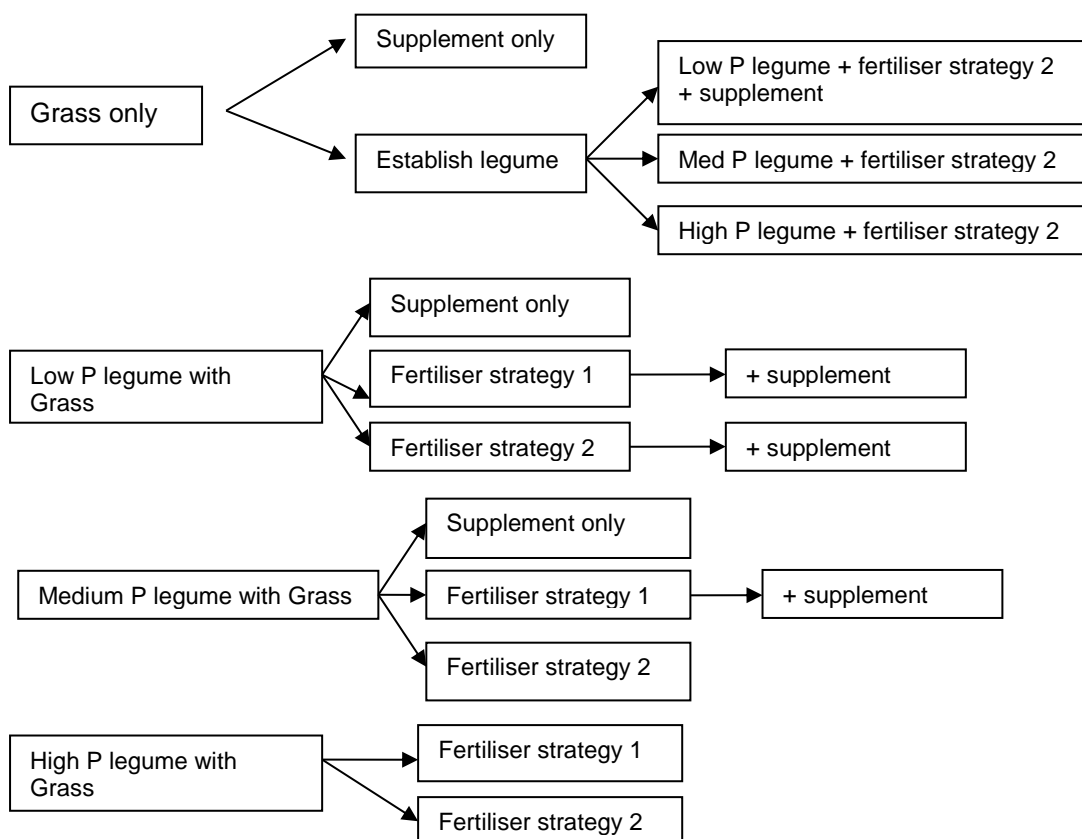 Supplement only
Grass only
Establish legume
Low P legume + fertiliser strategy 2
+ supplement
Med P legume + fertiliser strategy 2
High P legume + fertiliser strategy 2
Low P legume with
Grass
Supplement only
Fertiliser strategy 1
+ supplement
Fertiliser strategy 2
+ supplement
Medium P legume with Grass
Supplement only
Fertiliser strategy 1
+ supplement
Fertiliser strategy 2
High P legume with
Grass
Fertiliser strategy 1
Fertiliser strategy 2